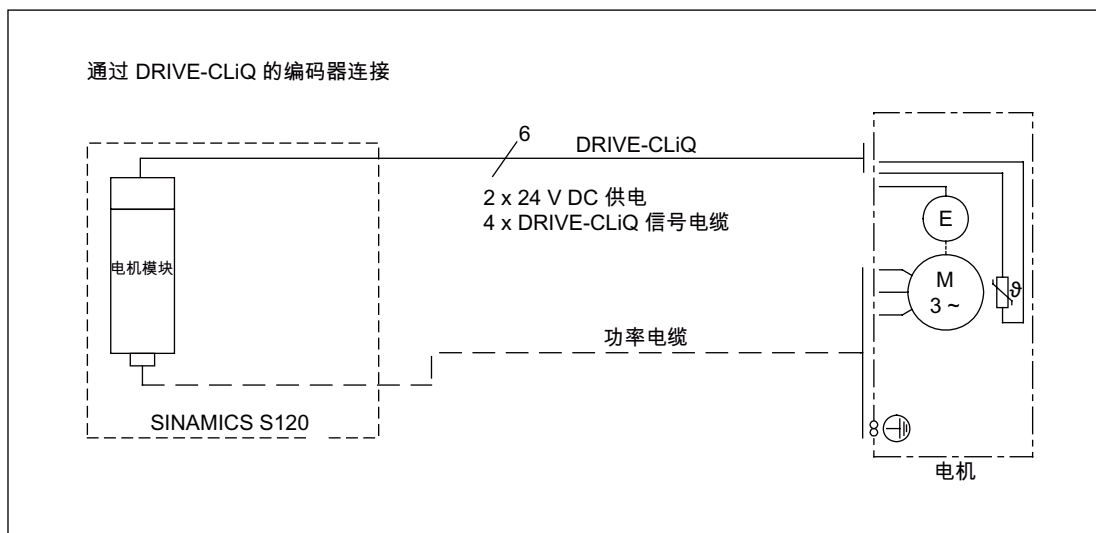 通过 DRIVE-CLiQ 的编码器连接
6
DRIVE-CLiQ
2 x 24 V DC 供电
4 x DRIVE-CLiQ 信号电缆
电机模块
E
M
3 ~
ϑ
功率电缆
SINAMICS S120
电机